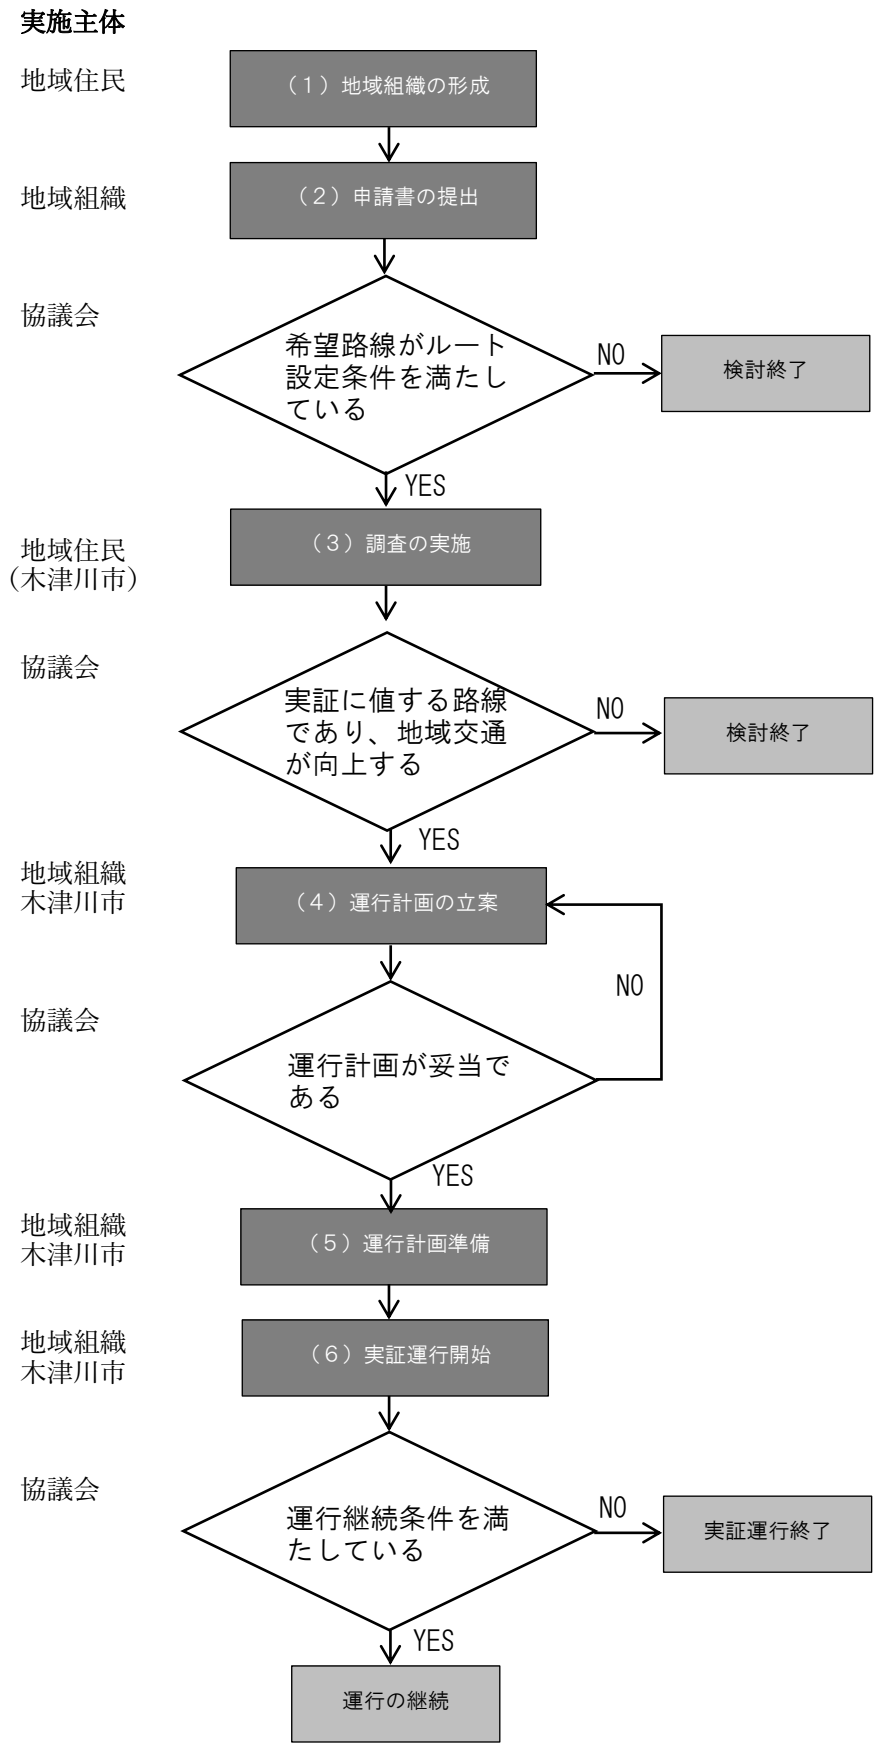 実施主体
地域住民
（１）地域組織の形成
地域組織
（２）申請書の提出
協議会
希望路線がルート
設定条件を満たし
ている
NO
検討終了
YES
地域住民
（木津川市）
（３）調査の実施
協議会
実証に値する路線
であり、地域交通
が向上する
NO
検討終了
YES
地域組織
木津川市
（４）運行計画の立案
NO
協議会
運行計画が妥当で
ある
YES
地域組織
木津川市
（５）運行計画準備
地域組織
木津川市
（６）実証運行開始
協議会
運行継続条件を満
たしている
NO
実証運行終了
YES
運行の継続